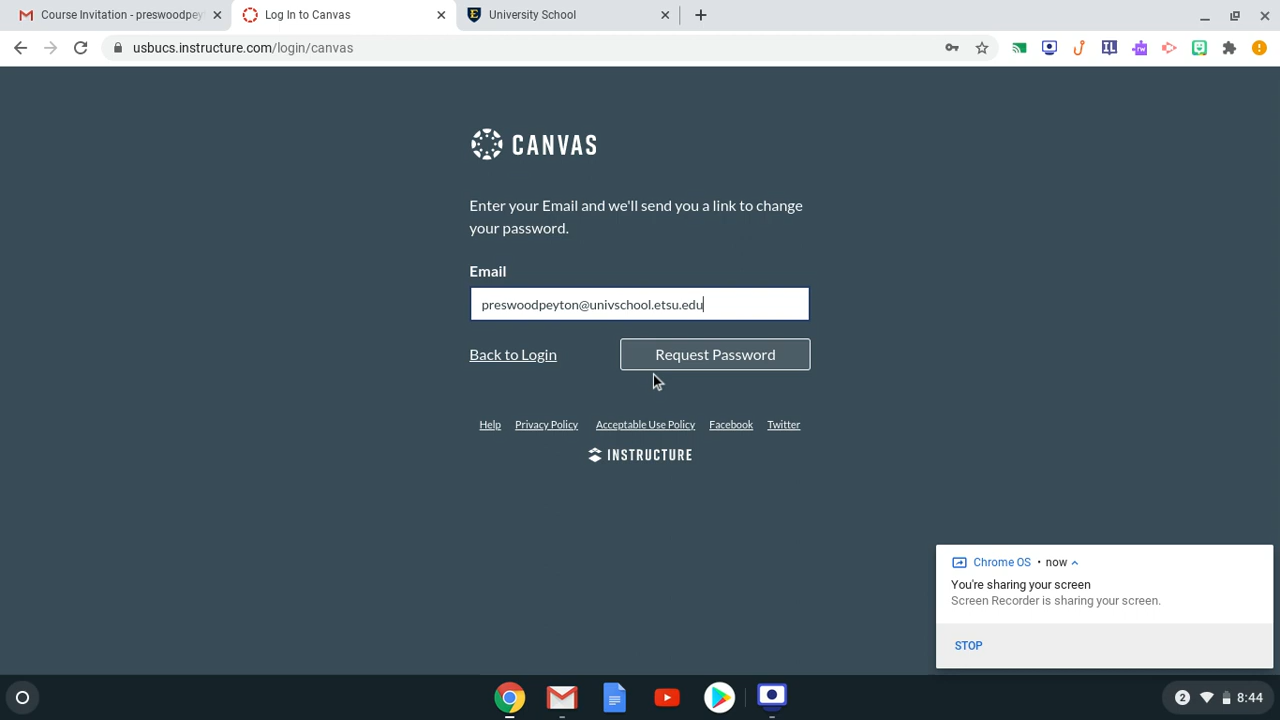 Course Invitation - preswoodpey
Log In to Canvas
University School
usbucs.instructure.com/login/canvas
CANVAS
Enter your Email and we'll send you a link to change
your password.
Email
preswoodpeyton@univschool.etsu.edu
Back to Login
Request Password
Help
Privacy Policy
Acceptable Use Policy
Facebook
Twitter
INSTRUCTURE
Chrome OS • now
You're sharing your screen
Screen Recorder is sharing your screen.
STOP
2
8:44